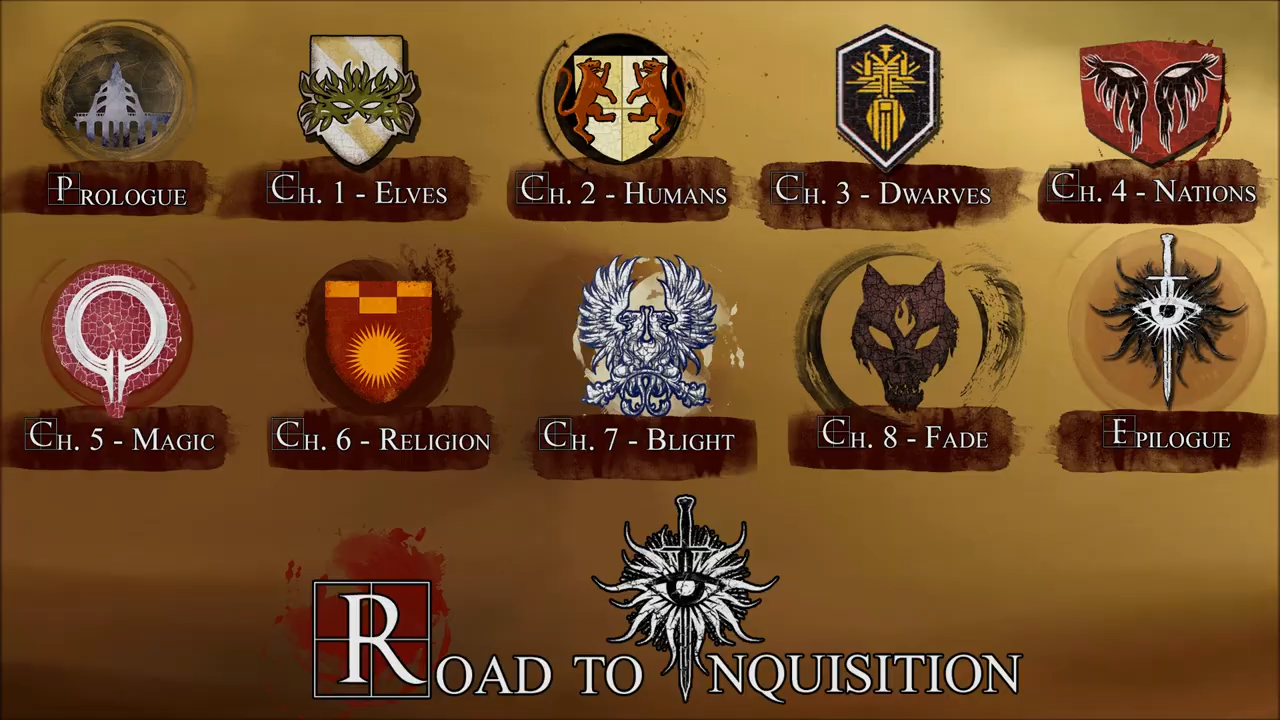 Prologue
Ch. 1 - Elves
Ch. 2 - Humans
Ch. 3 - Dwarves
Ch. 4 - Nations
Ch. 5 - Magic
Ch. 6 - Religion
Ch. 7 - Blight
Ch. 8 - Fade
Epilogue
Road to Inquisition